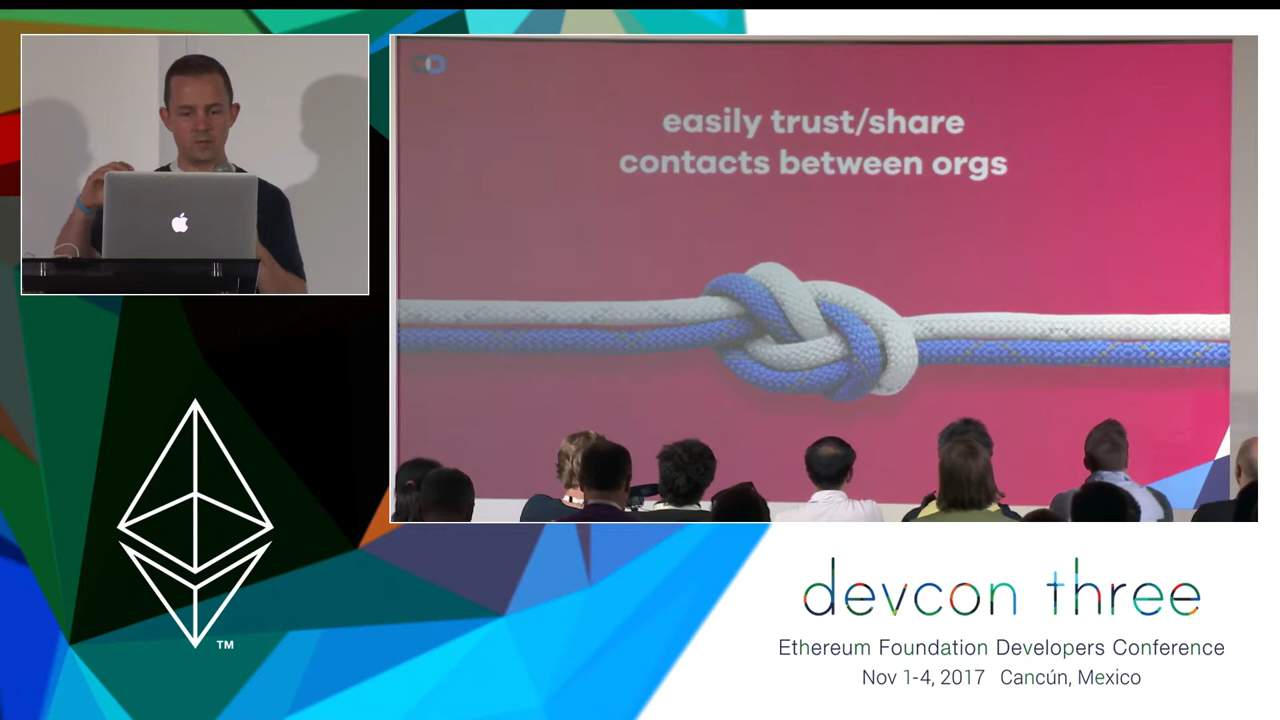 easily trust/share
contacts between orgs
TM
devcon three
Ethereum Foundation Developers Conference
Nov 1-4, 2017 Cancún, Mexico